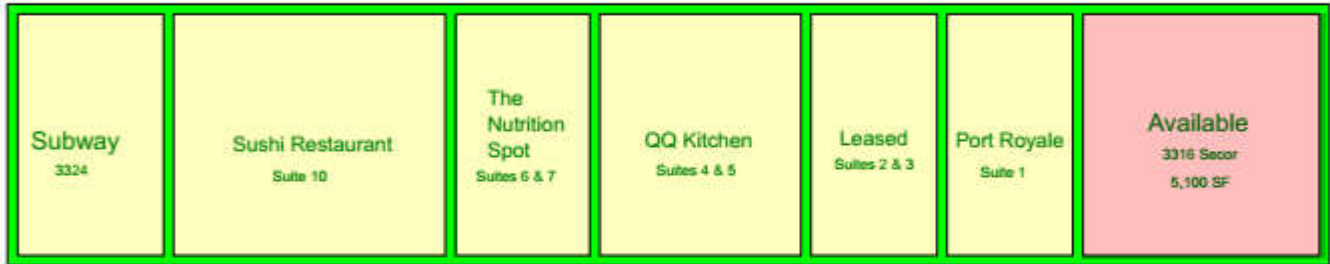 Subway
3324
Sushi Restaurant
Suite 10
The
Nutrition
Spot
Suites 6 & 7
QQ Kitchen
Suites 4 & 5
Leased
Suites 2 & 3
Port Royale
Suite 1
Available
3316 Secor
5,100 SF